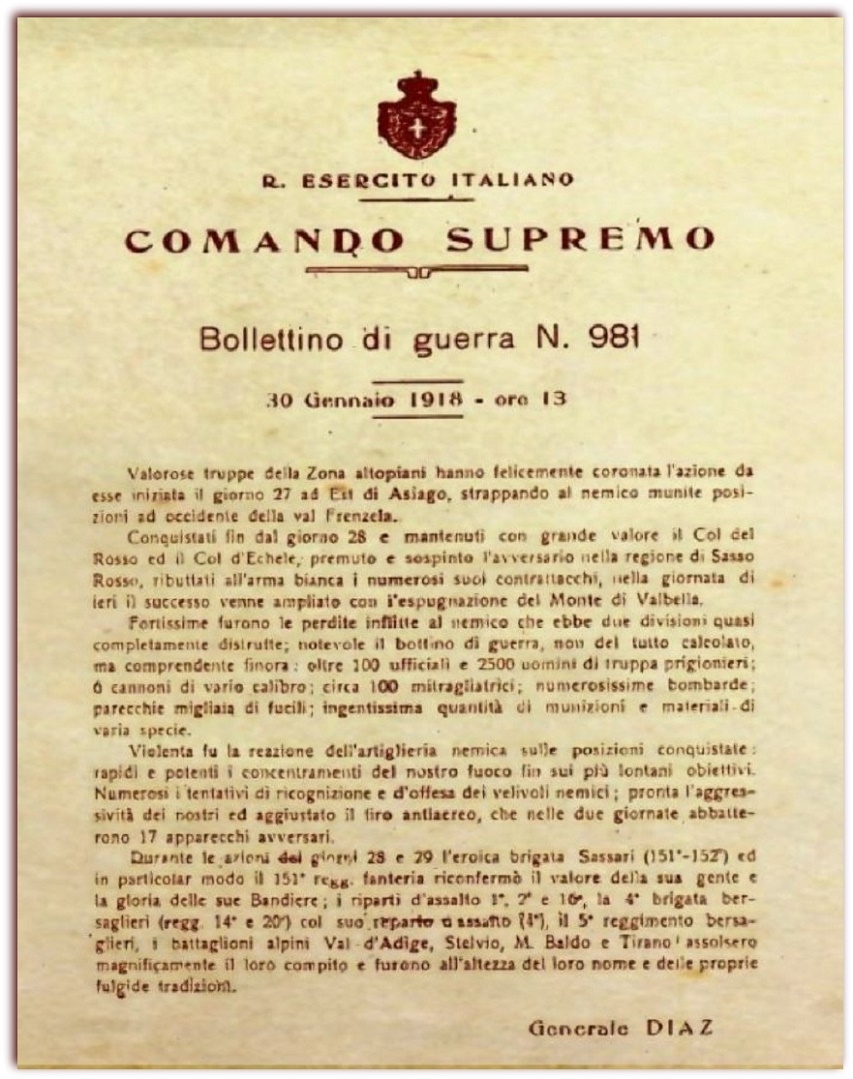 R. ESERCITO ITALIANO
COMANDO SUPREMO
Bollettino di guerra N. 981
30 Gennaio 1918 - ore 13
Valorose truppe della Zona altopiani hanno felicemente coronata l'azione da
esse iniziata il giorno 27 ad Est di Asiago, strappando al nemico munite posi-
zioni ad occidente della val Frenzela.
Conquistati fin dal giorno 28 e mantenuti con grande valore il Col del
Rosso ed il Col d'Echele, premuto e sospinto l'avversario nella regione di Sasso
Rosso, ributtati all'arma bianca i numerosi suoi contrattacchi, nella giornata di
ieri il successo venne ampliato con l'espugnazione del Monte di Valbella.
Fortissime furono le perdite inflitte al nemico che ebbe due divisioni quasi
completamente distrutte; notevole il bottino di guerra, non del tutto calcolato,
ma comprendente finora: oltre 100 ufficiali e 2500 uomini di truppa prigionieri;
6 cannoni di vario calibro; circa 100 mitragliatrici; numerosissime bombarde;
parecchie migliaia di fucili; ingentissima quantità di munizioni e materiali di
varia specie.
Violenta fu la reazione dell'artiglieria nemica sulle posizioni conquistate:
rapidi e potenti i concentramenti del nostro fuoco fin sui più lontani obiettivi.
Numerosi i tentativi di ricognizione e d'offesa dei velivoli nemici; pronta l'aggres-
sività dei nostri ed aggiustato il tiro antiaereo, che nelle due giornate abbatte-
rono 17 apparecchi avversari.
Durante le azioni dei giorni 28 e 29 l'eroica brigata Sassari (151°-152°) ed
in particolar modo il 151° regg. fanteria riconfermò il valore della sua gente e
la gloria delle sue Bandiere; i riparti d'assalto 1°, 2° e 16°, la 4° brigata ber-
saglieri (regg. 14° e 20°) col suo reparto d'assalto (4°), il 5° reggimento bersa-
glieri, i battaglioni alpini Val d'Adige, Stelvio, M. Baldo e Tirano assolsero
magnificamente il loro compito e furono all'altezza del loro nome e delle proprie
fulgide tradizioni.
Generale DIAZ